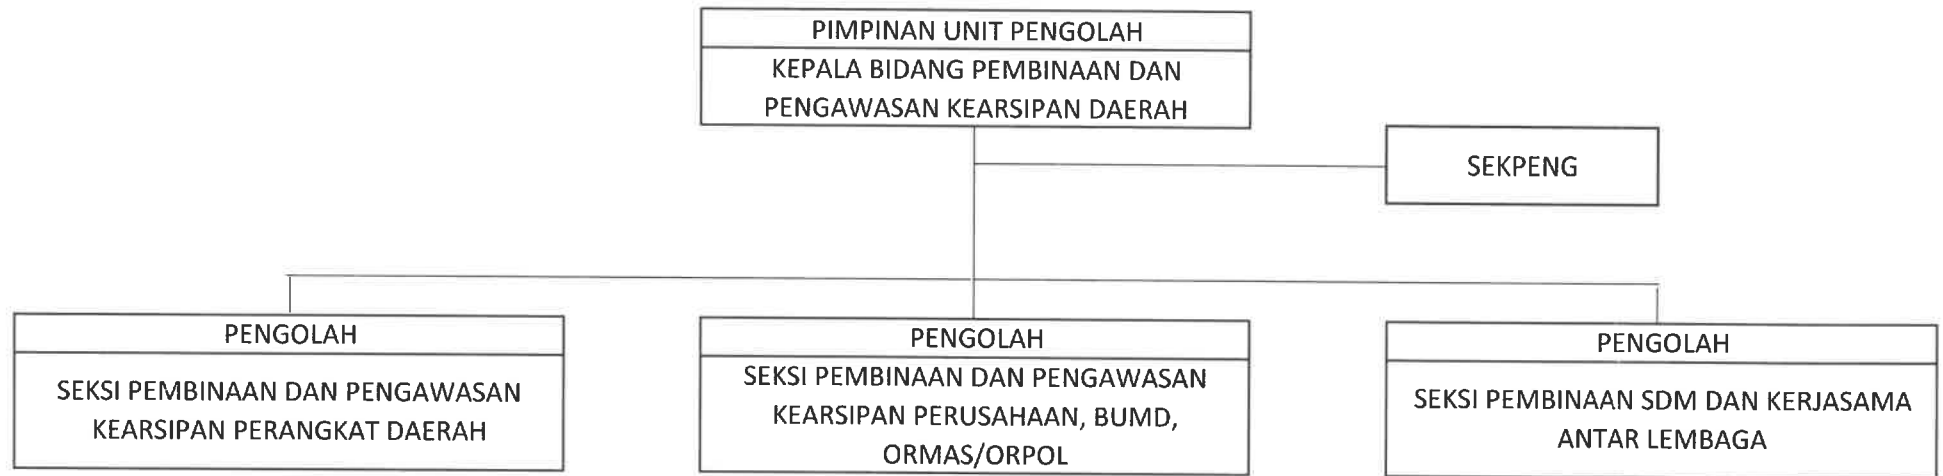 PIMPINAN UNIT PENGOLAH
KEPALA BIDANG PEMBINAAN DAN
PENGAWASAN KEARSIPAN DAERAH
SEKPENG
PENGOLAH
SEKSI PEMBINAAN DAN PENGAWASAN
KEARSIPAN PERANGKAT DAERAH
PENGOLAH
SEKSI PEMBINAAN DAN PENGAWASAN
KEARSIPAN PERUSAHAAN, BUMD,
ORMAS/ORPOL
PENGOLAH
SEKSI PEMBINAAN SDM DAN KERJASAMA
ANTAR LEMBAGA